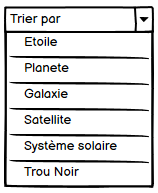 Trier par
Etoile
Planete
Galaxie
Satellite
Système solaire
Trou Noir